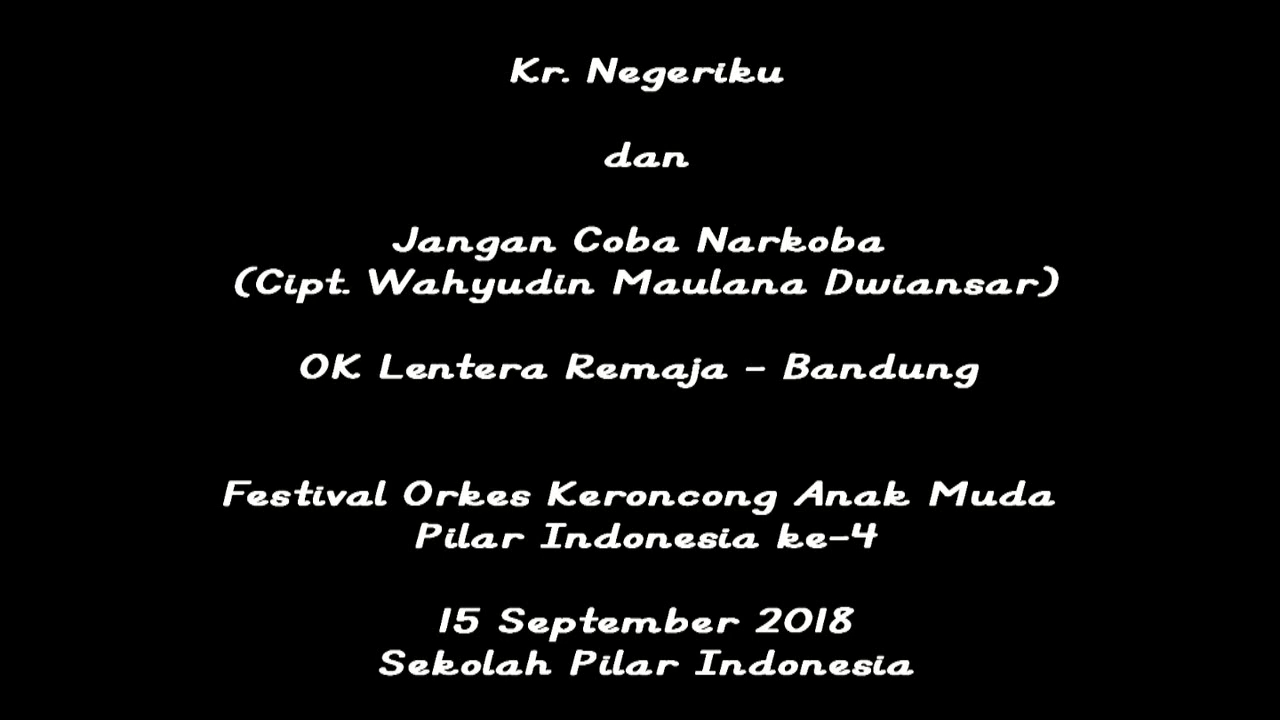 Kr. Negeriku
dan
Jangan Coba Narkoba
(Cipt. Wahyudin Maulana Dwiansar)
OK Lentera Remaja - Bandung
Festival Orkes Keroncong Anak Muda
Pilar Indonesia ke-4
15 September 2018
Sekolah Pilar Indonesia